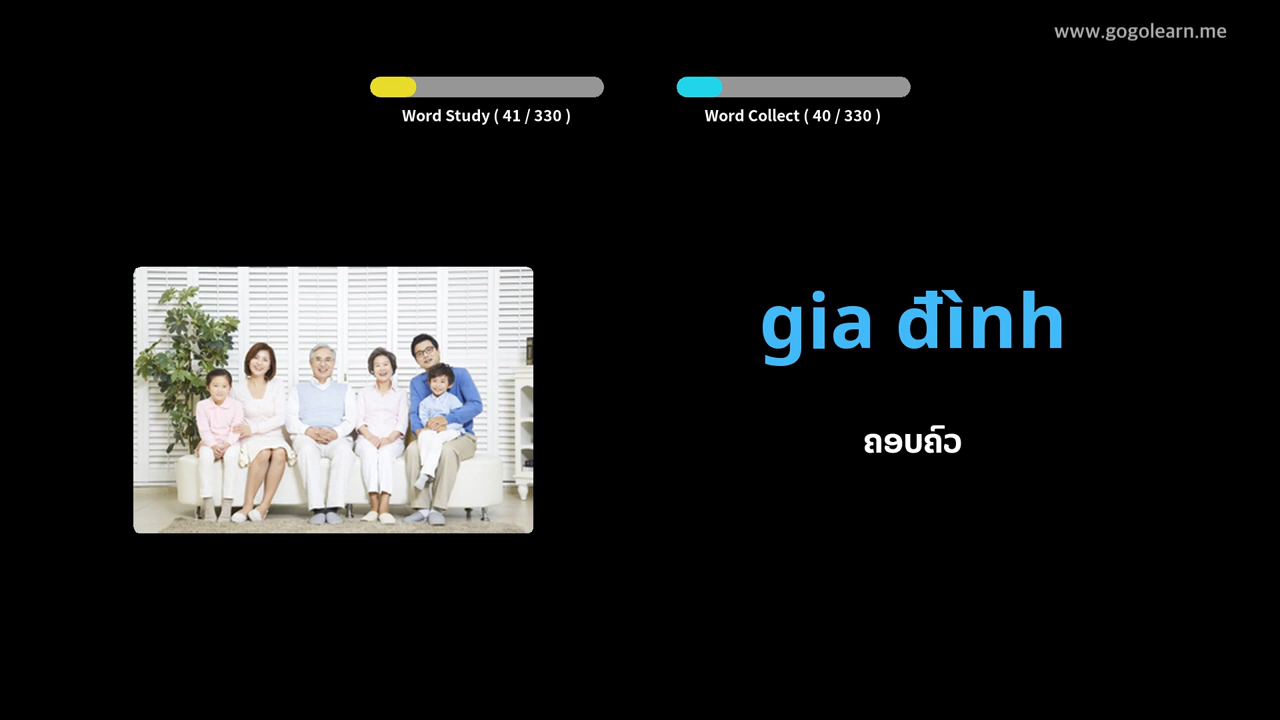 www.gogolearn.me
Word Study ( 41 / 330 )
Word Collect ( 40 / 330 )
gia đình
ຄອບຄົວ